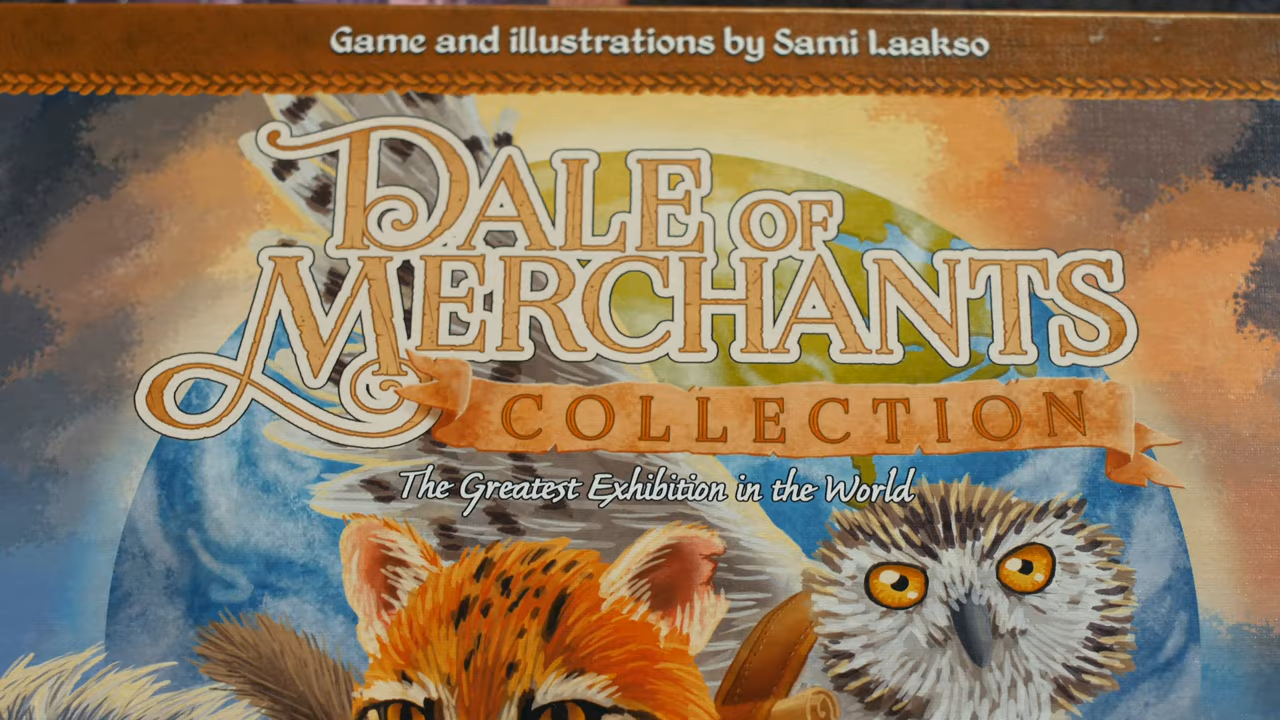 Game and illustrations by Sami Laakso
DALE OF
MERCHANTS
COLLECTION
The Greatest Exhibition in the World